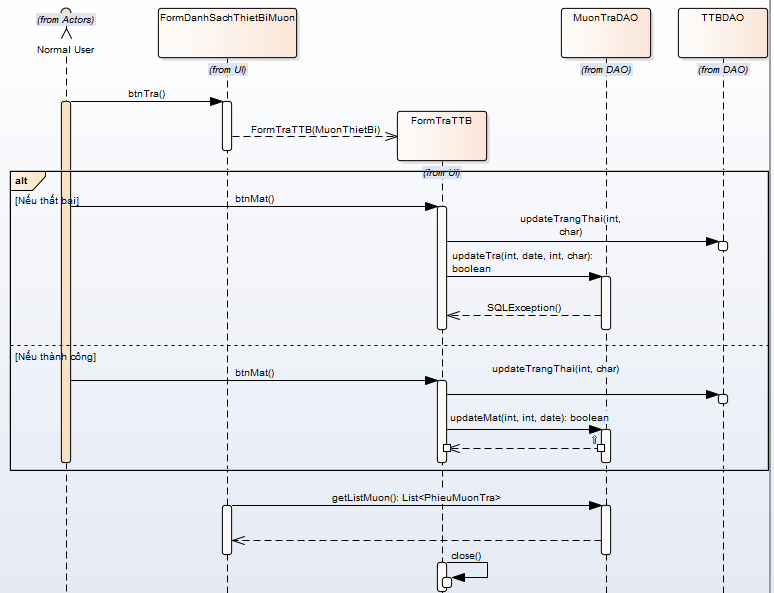 (from Actors)
Normal User
FormDanhSachThietBiMuon
(from UI)
MuonTraDAO
(from DAO)
TTBDAO
(from DAO)
btnTra()
FormTraTTB(MuonThietBi)
FormTraTTB
(from UI)
alt
[Nếu thất bại]
btnMat()
updateTrangThai(int,
char)
updateTra(int, date, int, char):
boolean
SQLException()
[Nếu thành công]
btnMat()
updateTrangThai(int, char)
updateMat(int, int, date): boolean
getListMuon(): List<PhieuMuonTra>
close()